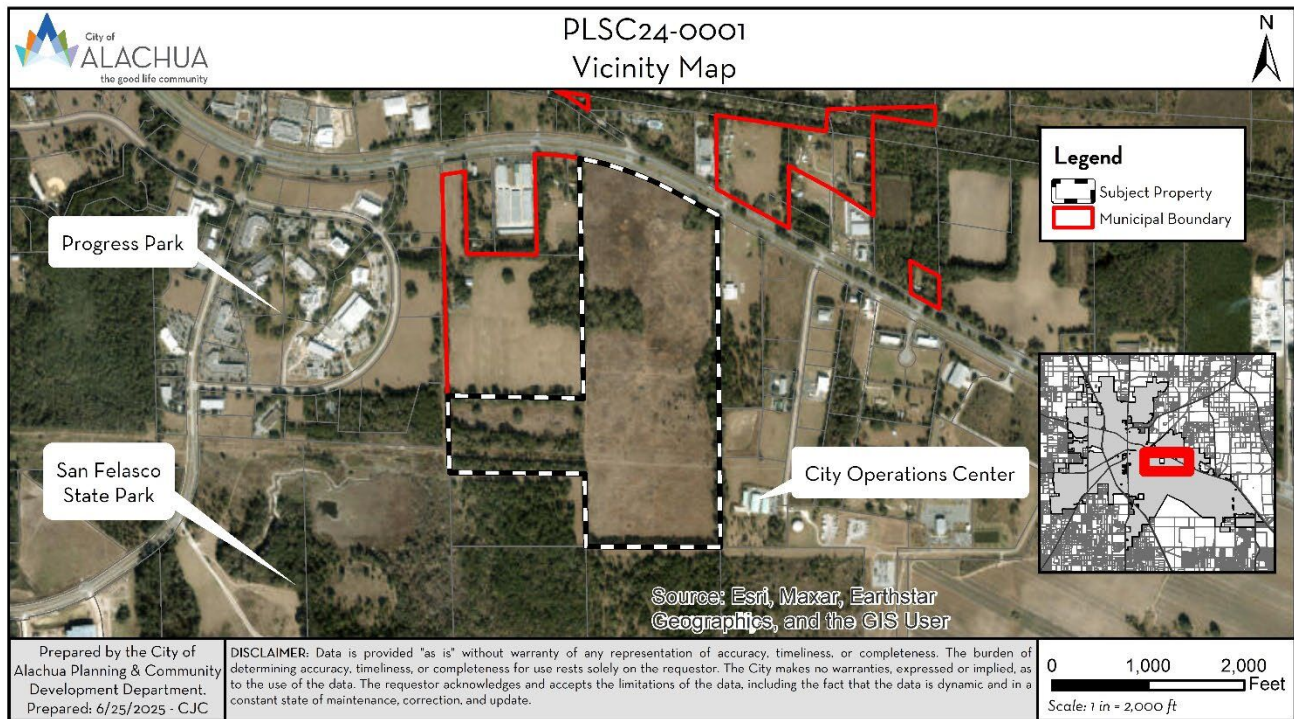 City of
ALACHUA
the good life community
PLSC24-0001
Vicinity Map
N
Progress Park
San Felasco
State Park
City Operations Center
Legend
Subject Property
Municipal Boundary
Source: Esri, Maxar, Earthstar
Geographics, and the GIS User
Prepared by the City of
Alachua Planning & Community
Development Department.
Prepared: 6/25/2025 - CJC
DISCLAIMER: Data is provided "as is" without warranty of any representation of accuracy, timeliness, or completeness. The burden of
determining accuracy, timeliness, or completeness for use rests solely on the requestor. The City makes no warranties, expressed or implied, as
to the use of the data. The requestor acknowledges and accepts the limitations of the data, including the fact that the data is dynamic and in a
constant state of maintenance, correction, and update.
0 1,000 2,000
Feet
Scale: 1 in = 2,000 ft